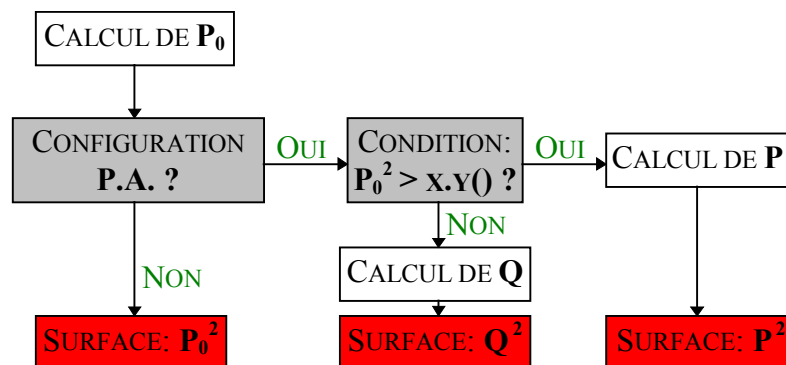 CALCUL DE P₀
CONFIGURATION
P.A. ?
OUI
CONDITION:
P₀² > X.Y() ?
OUI
CALCUL DE P
NON
NON
CALCUL DE Q
SURFACE: P₀²
SURFACE: Q²
SURFACE: P²